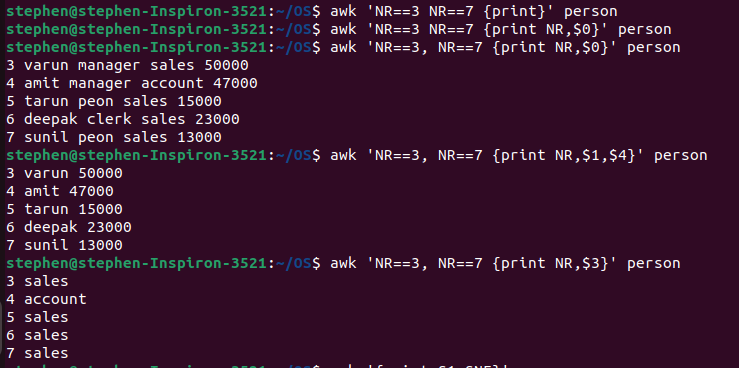 stephen@stephen-Inspiron-3521:~/OS$ awk 'NR==3 NR==7 {print}' person
stephen@stephen-Inspiron-3521:~/OS$ awk 'NR==3 NR==7 {print NR,$0}' person
stephen@stephen-Inspiron-3521:~/OS$ awk 'NR==3, NR==7 {print NR,$0}' person
3 varun manager sales 50000
4 amit manager account 47000
5 tarun peon sales 15000
6 deepak clerk sales 23000
7 sunil peon sales 13000
stephen@stephen-Inspiron-3521:~/OS$ awk 'NR==3, NR==7 {print NR,$1,$4}' person
3 varun 50000
4 amit 47000
5 tarun 15000
6 deepak 23000
7 sunil 13000
stephen@stephen-Inspiron-3521:~/OS$ awk 'NR==3, NR==7 {print NR,$3}' person
3 sales
4 account
5 sales
6 sales
7 sales